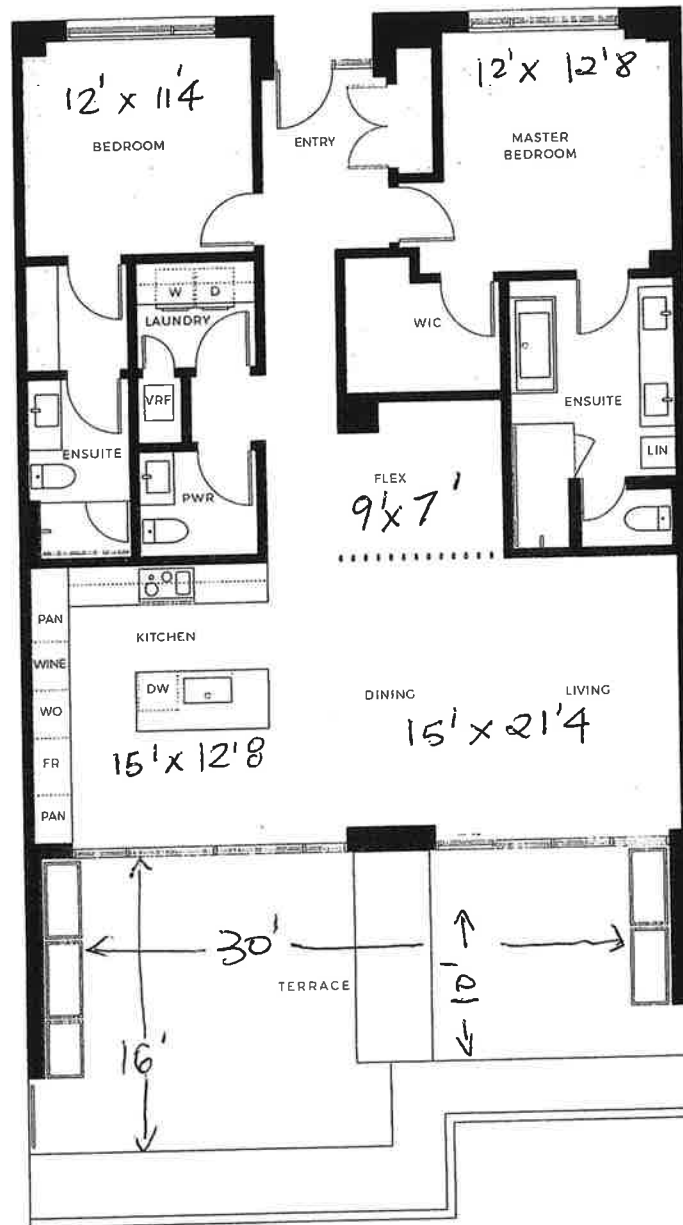 12' x 11'4
BEDROOM
ENTRY
12' x 12'8
MASTER
BEDROOM
W D
LAUNDRY
WIC
VRF
ENSUITE
ENSUITE
LIN
PWR
FLEX
9' x 7'
PAN
KITCHEN
WINE
DW
DINING
LIVING
WO
15' x 12'8
15' x 21'4
FR
PAN
30'
TERRACE
10'
16'